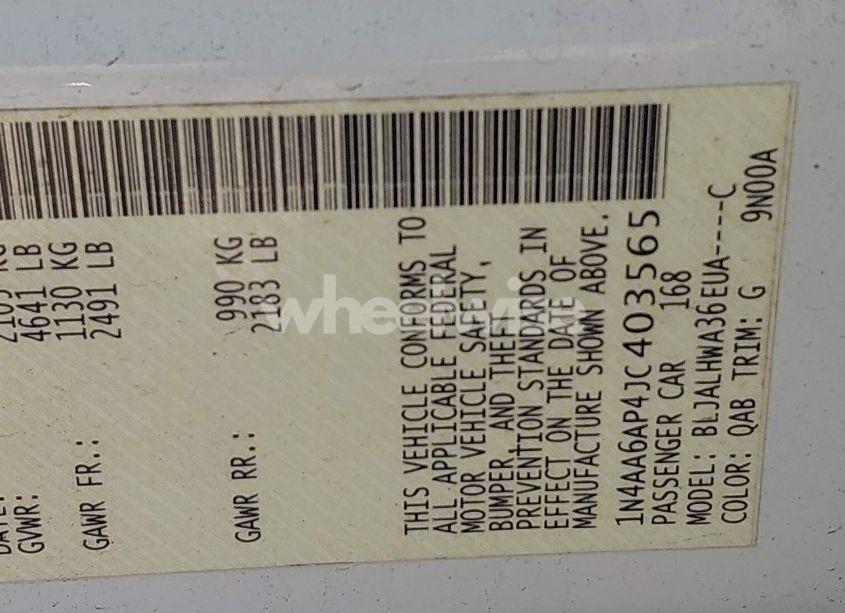 GVWR: 4641 LB
GAWR FR.: 1130 KG
2491 LB
GAWR RR.: 990 KG
2183 LB
THIS VEHICLE CONFORMS TO
ALL APPLICABLE FEDERAL
MOTOR VEHICLE SAFETY,
BUMPER, AND THEFT
PREVENTION STANDARDS IN
EFFECT ON THE DATE OF
MANUFACTURE SHOWN ABOVE.
1N4AA6AP4JC403565
PASSENGER CAR 168
MODEL: BLJALHWA36EUA----C
COLOR: QAB TRIM: G 9N00A
wheelwire